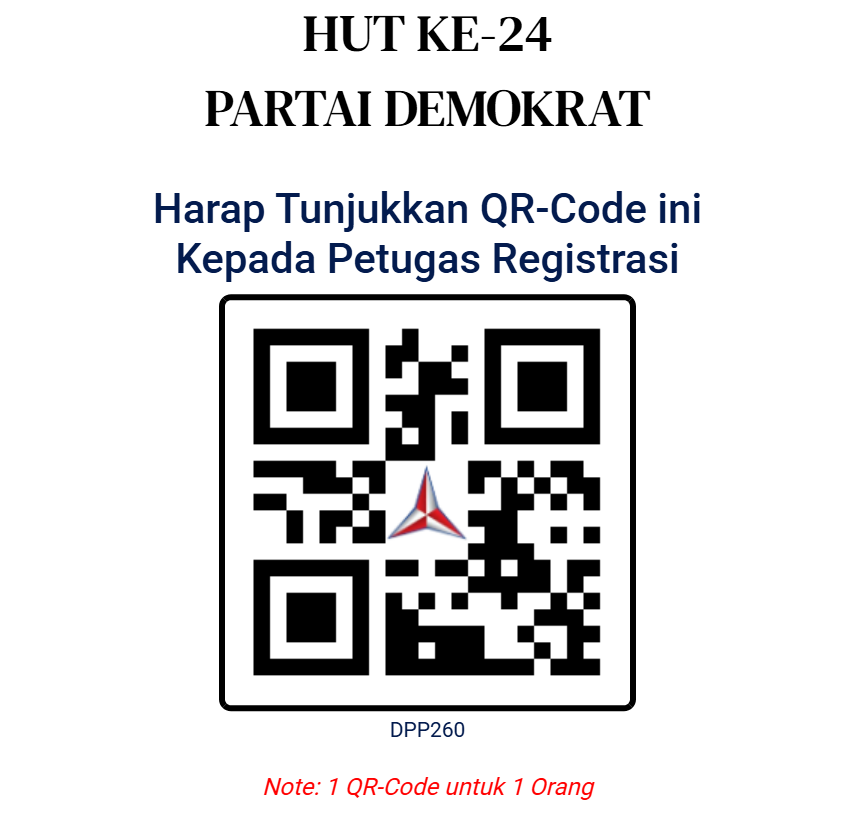 HUT KE-24
PARTAI DEMOKRAT
Harap Tunjukkan QR-Code ini
Kepada Petugas Registrasi
DPP260
Note: 1 QR-Code untuk 1 Orang